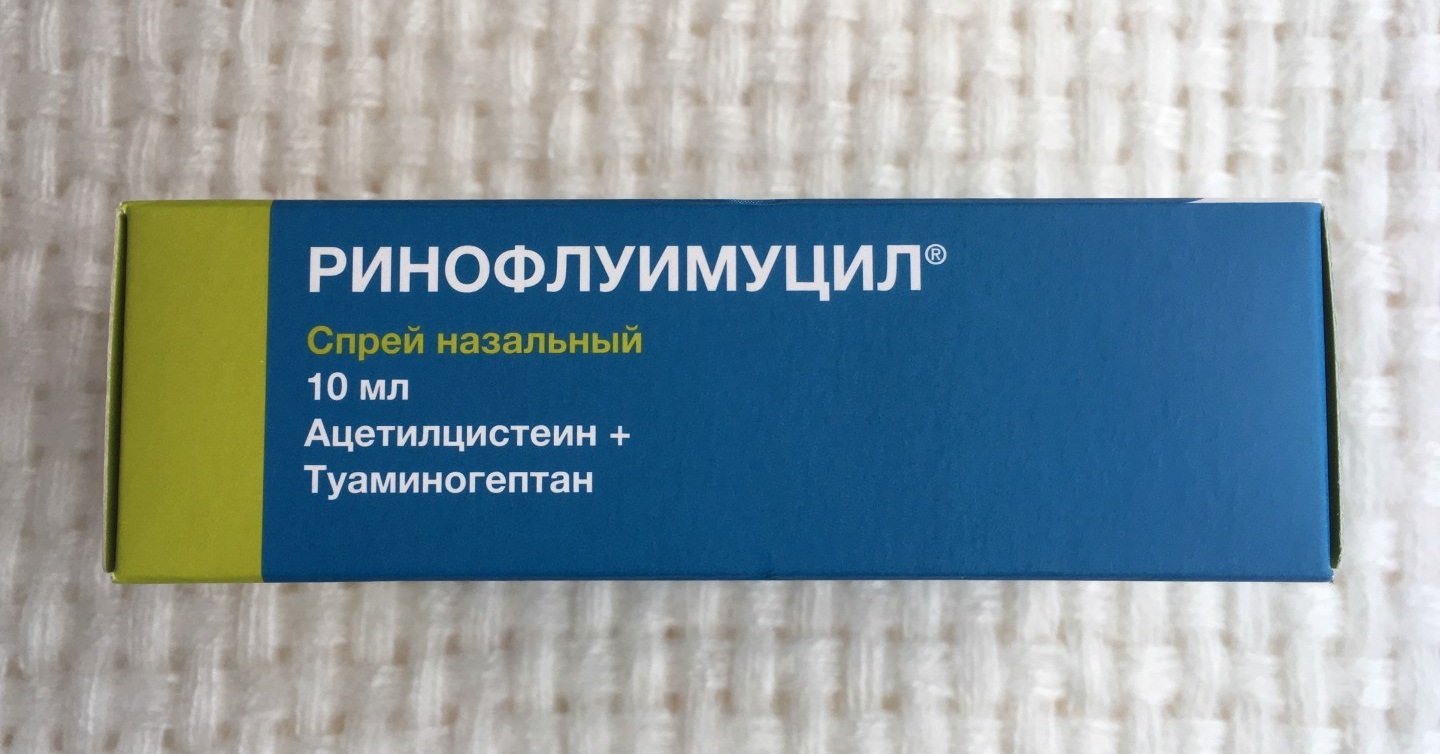 РИНОФЛУИМУЦИЛ®
Спрей назальный
10 мл
Ацетилцистеин +
Туаминогептан